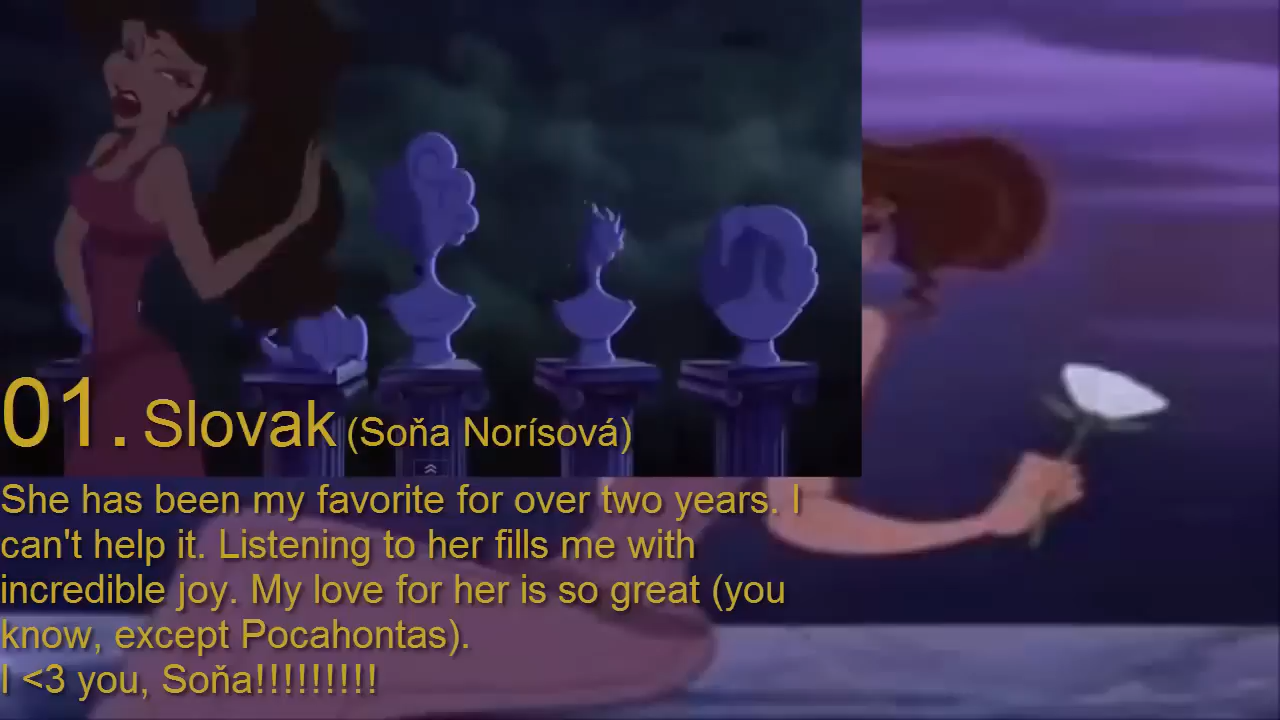 01. Slovak (Soňa Norísová)
She has been my favorite for over two years. I
can't help it. Listening to her fills me with
incredible joy. My love for her is so great (you
know, except Pocahontas).
I <3 you, Soňa!!!!!!!!!